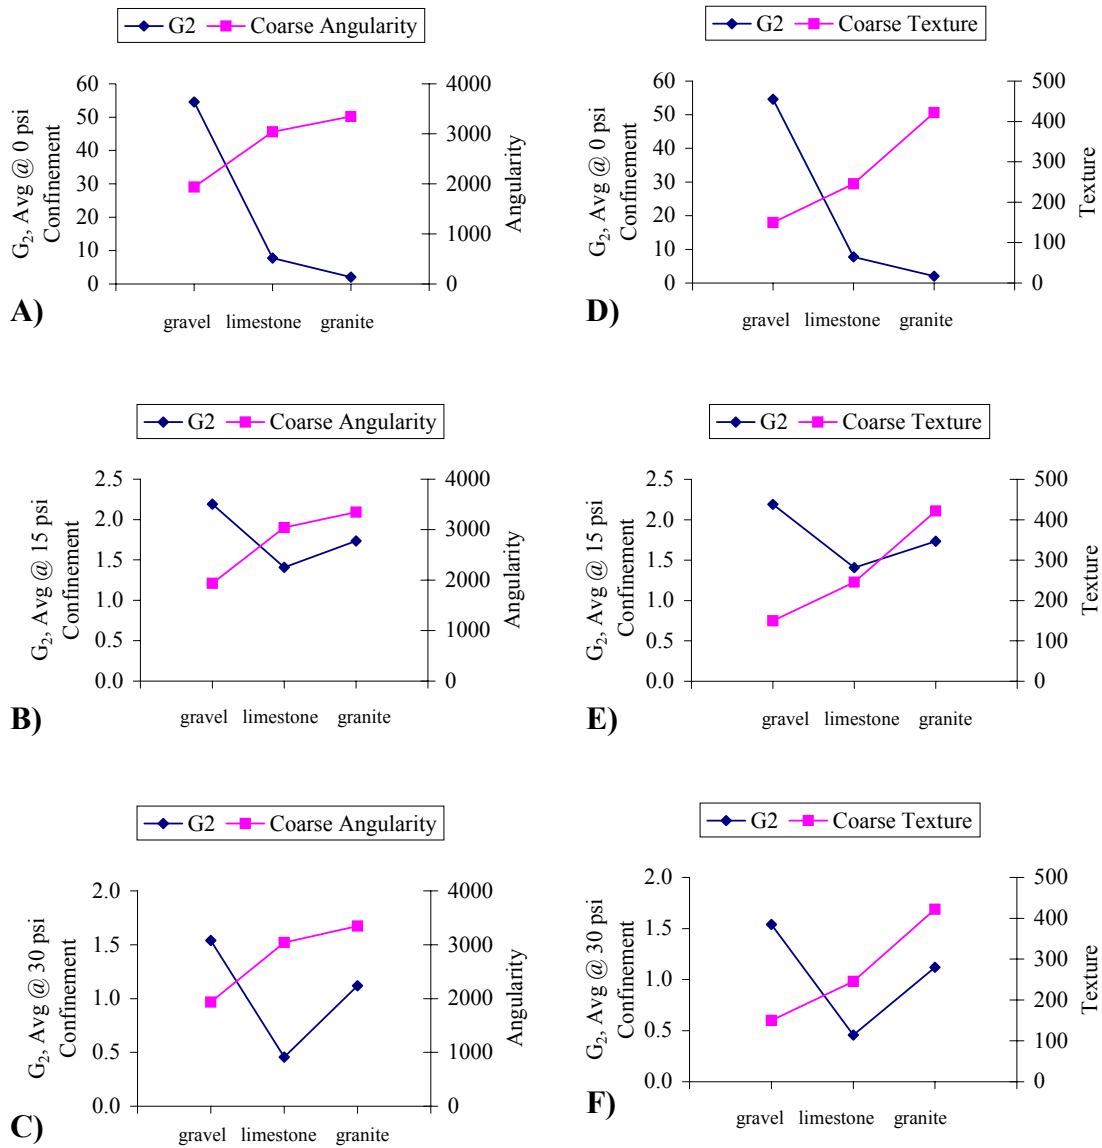 G2 Coarse Angularity
60
50
40
30
20
10
0
G2, Avg @ 0 psi
Confinement
4000
3000
2000
1000
0
Angularity
gravel limestone granite
A)
G2 Coarse Texture
60
50
40
30
20
10
0
G2, Avg @ 0 psi
Confinement
500
400
300
200
100
0
Texture
gravel limestone granite
D)
G2 Coarse Angularity
2.5
2.0
1.5
1.0
0.5
0.0
G2, Avg @ 15 psi
Confinement
4000
3000
2000
1000
0
Angularity
gravel limestone granite
B)
G2 Coarse Texture
2.5
2.0
1.5
1.0
0.5
0.0
G2, Avg @ 15 psi
Confinement
500
400
300
200
100
0
Texture
gravel limestone granite
E)
G2 Coarse Angularity
2.0
1.5
1.0
0.5
0.0
G2, Avg @ 30 psi
Confinement
4000
3000
2000
1000
0
Angularity
gravel limestone granite
C)
G2 Coarse Texture
2.0
1.5
1.0
0.5
0.0
G2, Avg @ 30 psi
Confinement
500
400
300
200
100
0
Texture
gravel limestone granite
F)